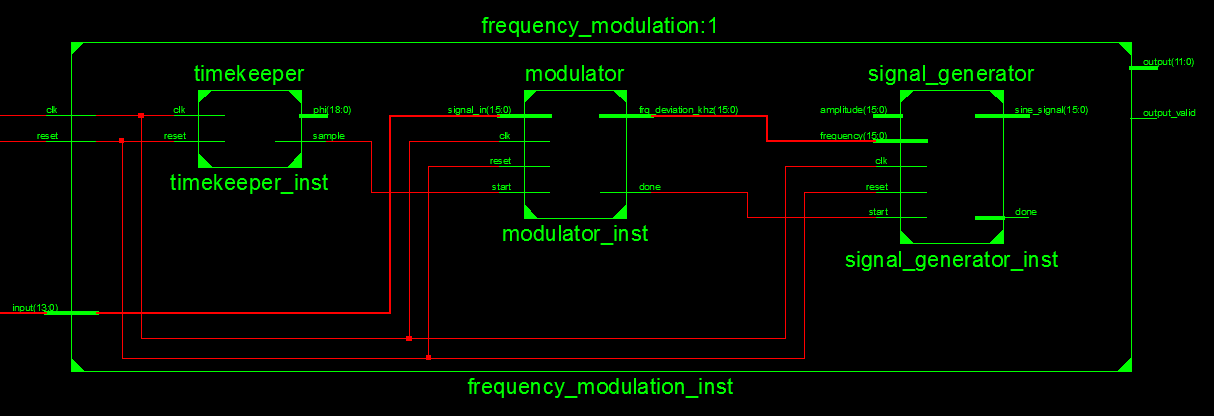 frequency_modulation:1
timekeeper
modulator
signal_generator
output(11:0)
clk
clk
phi(18:0)
signal_in(15:0)
frq_deviation_khz(15:0)
amplitude(15:0)
sine_signal(15:0)
output_valid
reset
reset
sample
clk
frequency(15:0)
reset
clk
start
done
reset
start
done
timekeeper_inst
modulator_inst
signal_generator_inst
input(13:0)
frequency_modulation_inst